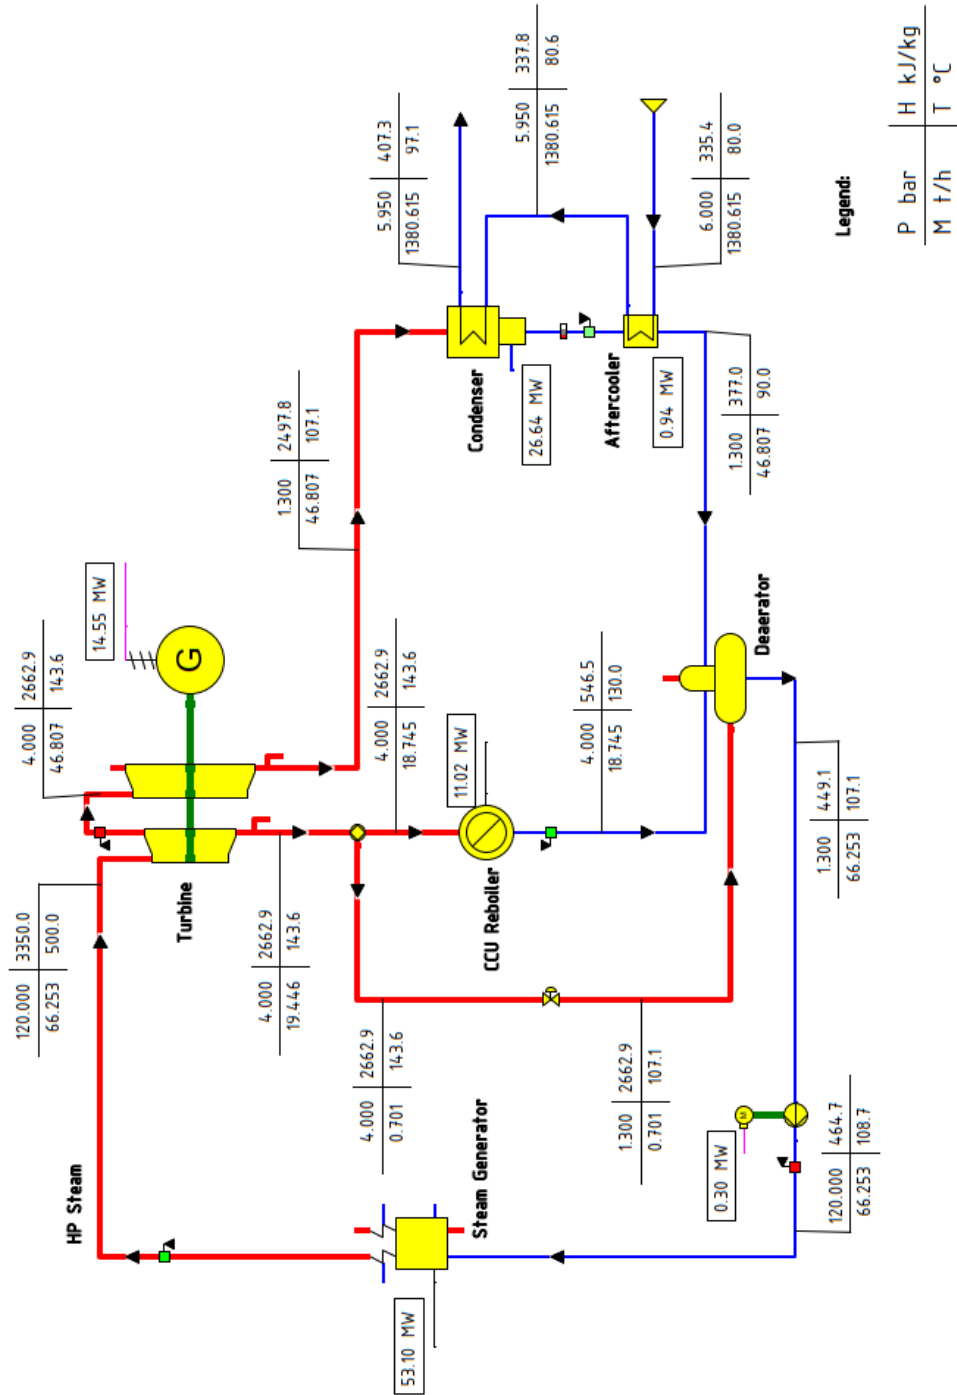 HP Steam
120.000 3350.0
66.253 500.0
4.000 2662.9
46.807 143.6
14.55 MW
G
Turbine
4.000 2662.9
19.446 143.6
4.000 2662.9
18.745 143.6
1.300 2497.8
46.807 107.1
5.950 407.3
1380.615 97.1
5.950 337.8
1380.615 80.6
6.000 335.4
1380.615 80.0
Condenser
26.64 MW
Aftercooler
0.94 MW
1.300 377.0
46.807 90.0
11.02 MW
CCU Reboiler
4.000 546.5
18.745 130.0
Deaerator
4.000 2662.9
0.701 143.6
1.300 2662.9
0.701 107.1
1.300 449.1
66.253 107.1
Steam Generator
53.10 MW
M
0.30 MW
120.000 464.7
66.253 108.7
Legend:
P bar H kJ/kg
M t/h T °C